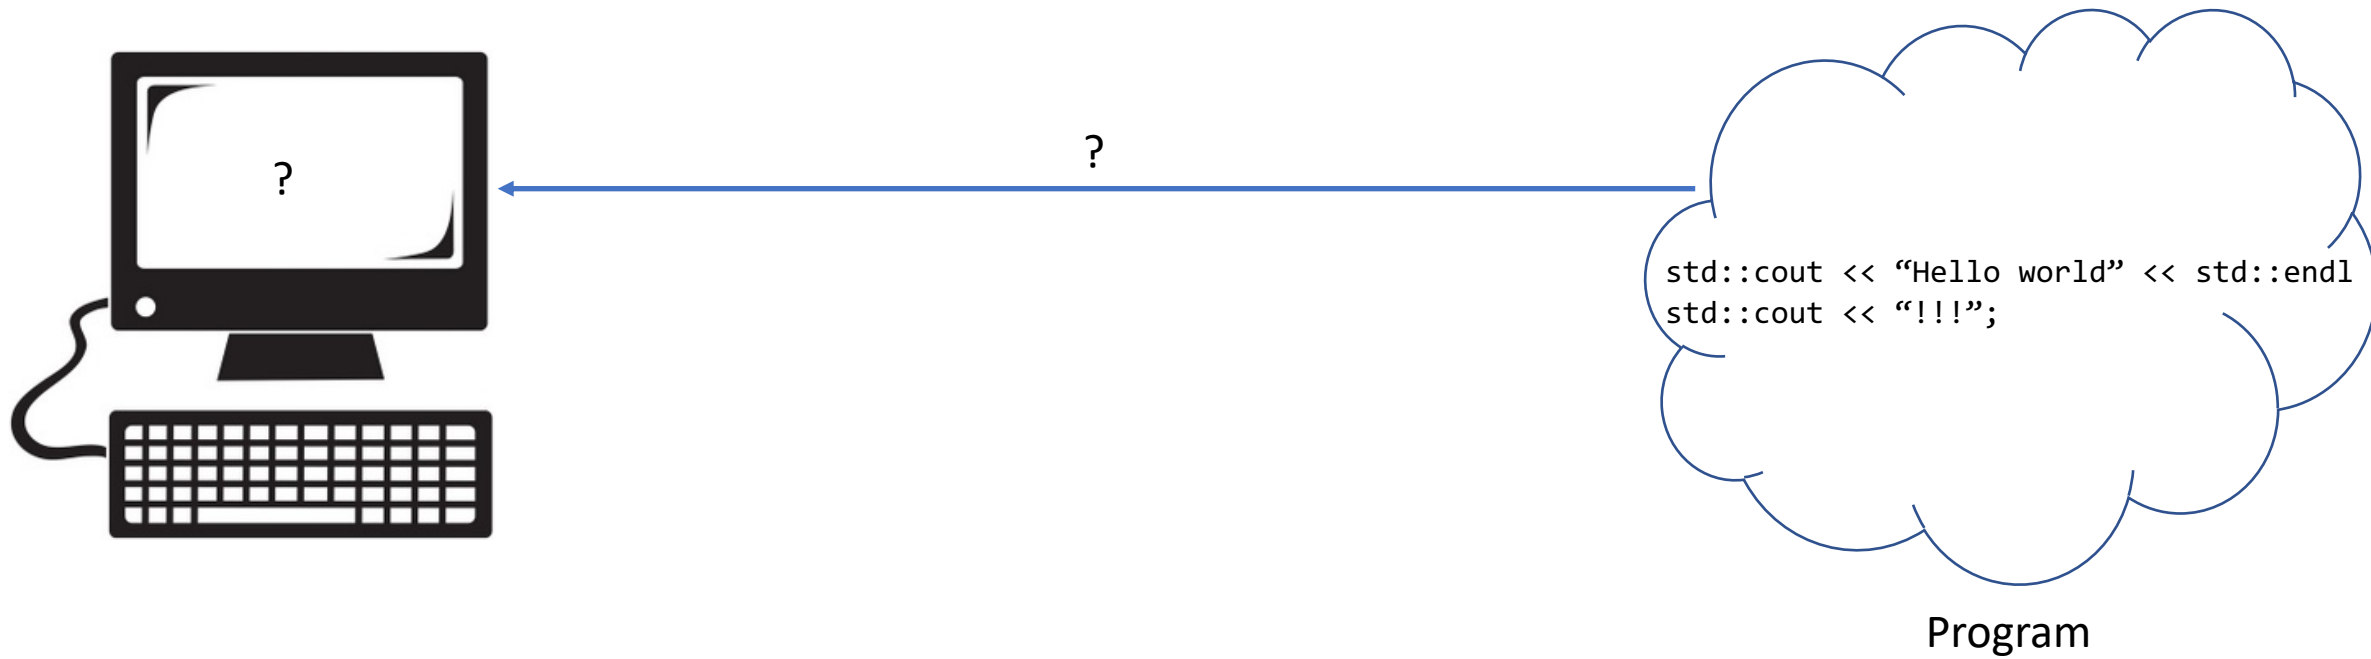 ?
?
std::cout << “Hello world” << std::endl
std::cout << “!!!”;
Program